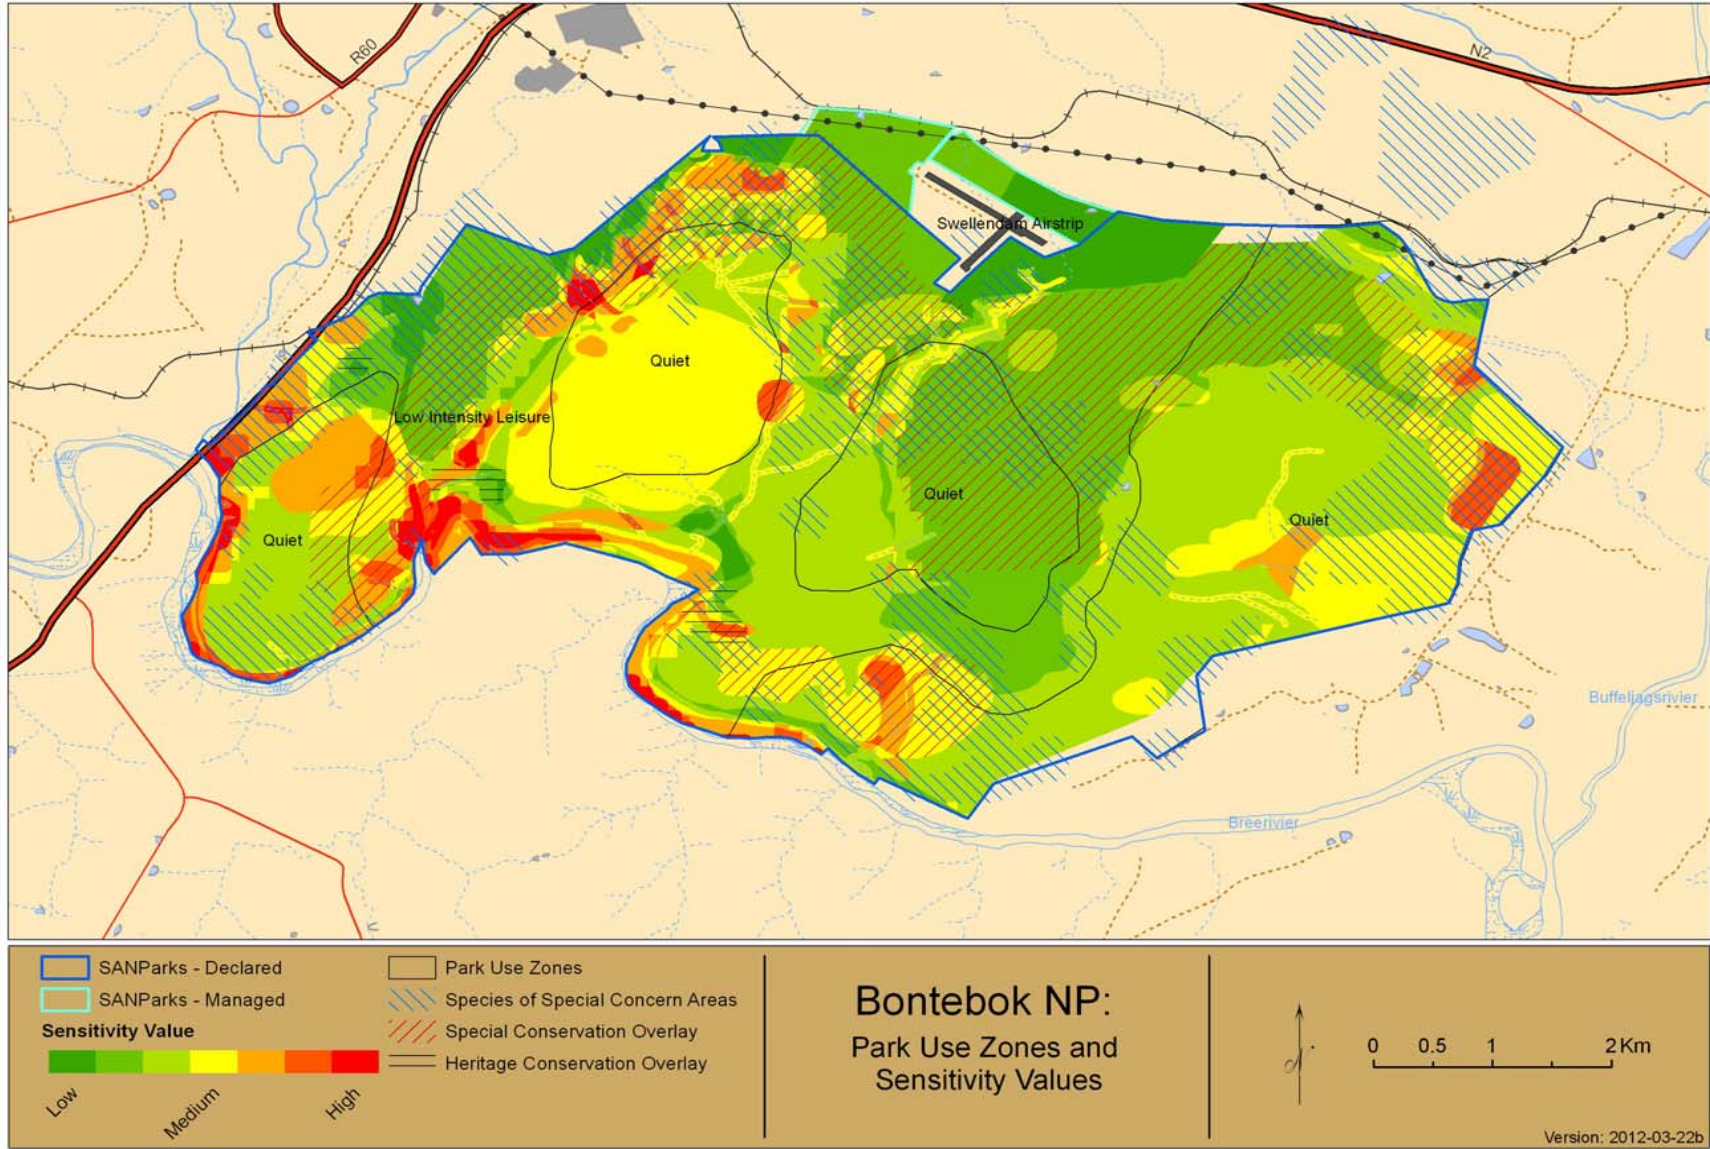 R60
N2
Swellendam Airstrip
Quiet
Low Intensity Leisure
Quiet
Quiet
Quiet
Buffeljagsrivier
Breerivier
SANParks - Declared
SANParks - Managed
Sensitivity Value
Low
Medium
High
Park Use Zones
Species of Special Concern Areas
Special Conservation Overlay
Heritage Conservation Overlay
Bontebok NP:
Park Use Zones and
Sensitivity Values
N
0 0.5 1 2 Km
Version: 2012-03-22b